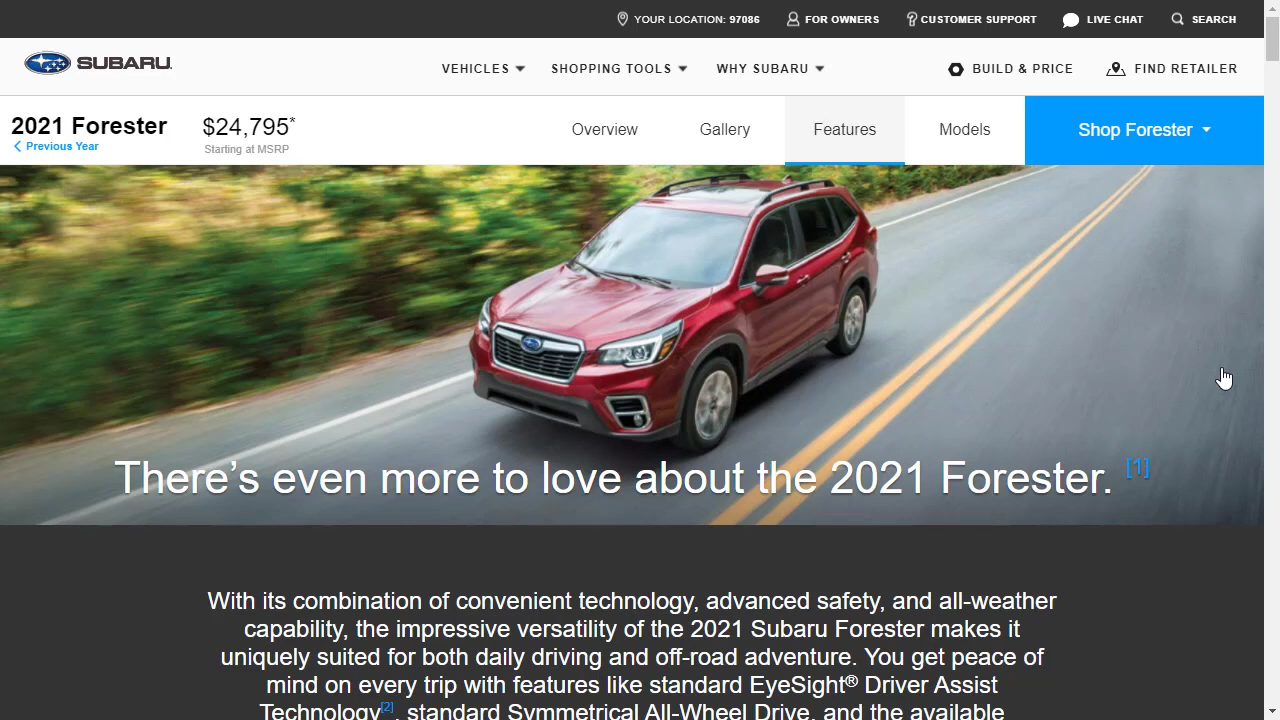 YOUR LOCATION: 97086
FOR OWNERS
CUSTOMER SUPPORT
LIVE CHAT
SEARCH
SUBARU
VEHICLES
SHOPPING TOOLS
WHY SUBARU
BUILD & PRICE
FIND RETAILER
2021 Forester
Previous Year
$24,795*
Starting at MSRP
Overview
Gallery
Features
Models
Shop Forester
There's even more to love about the 2021 Forester. [1]
With its combination of convenient technology, advanced safety, and all-weather
capability, the impressive versatility of the 2021 Subaru Forester makes it
uniquely suited for both daily driving and off-road adventure. You get peace of
mind on every trip with features like standard EyeSight® Driver Assist
Technology[2], standard Symmetrical All-Wheel Drive, and the available